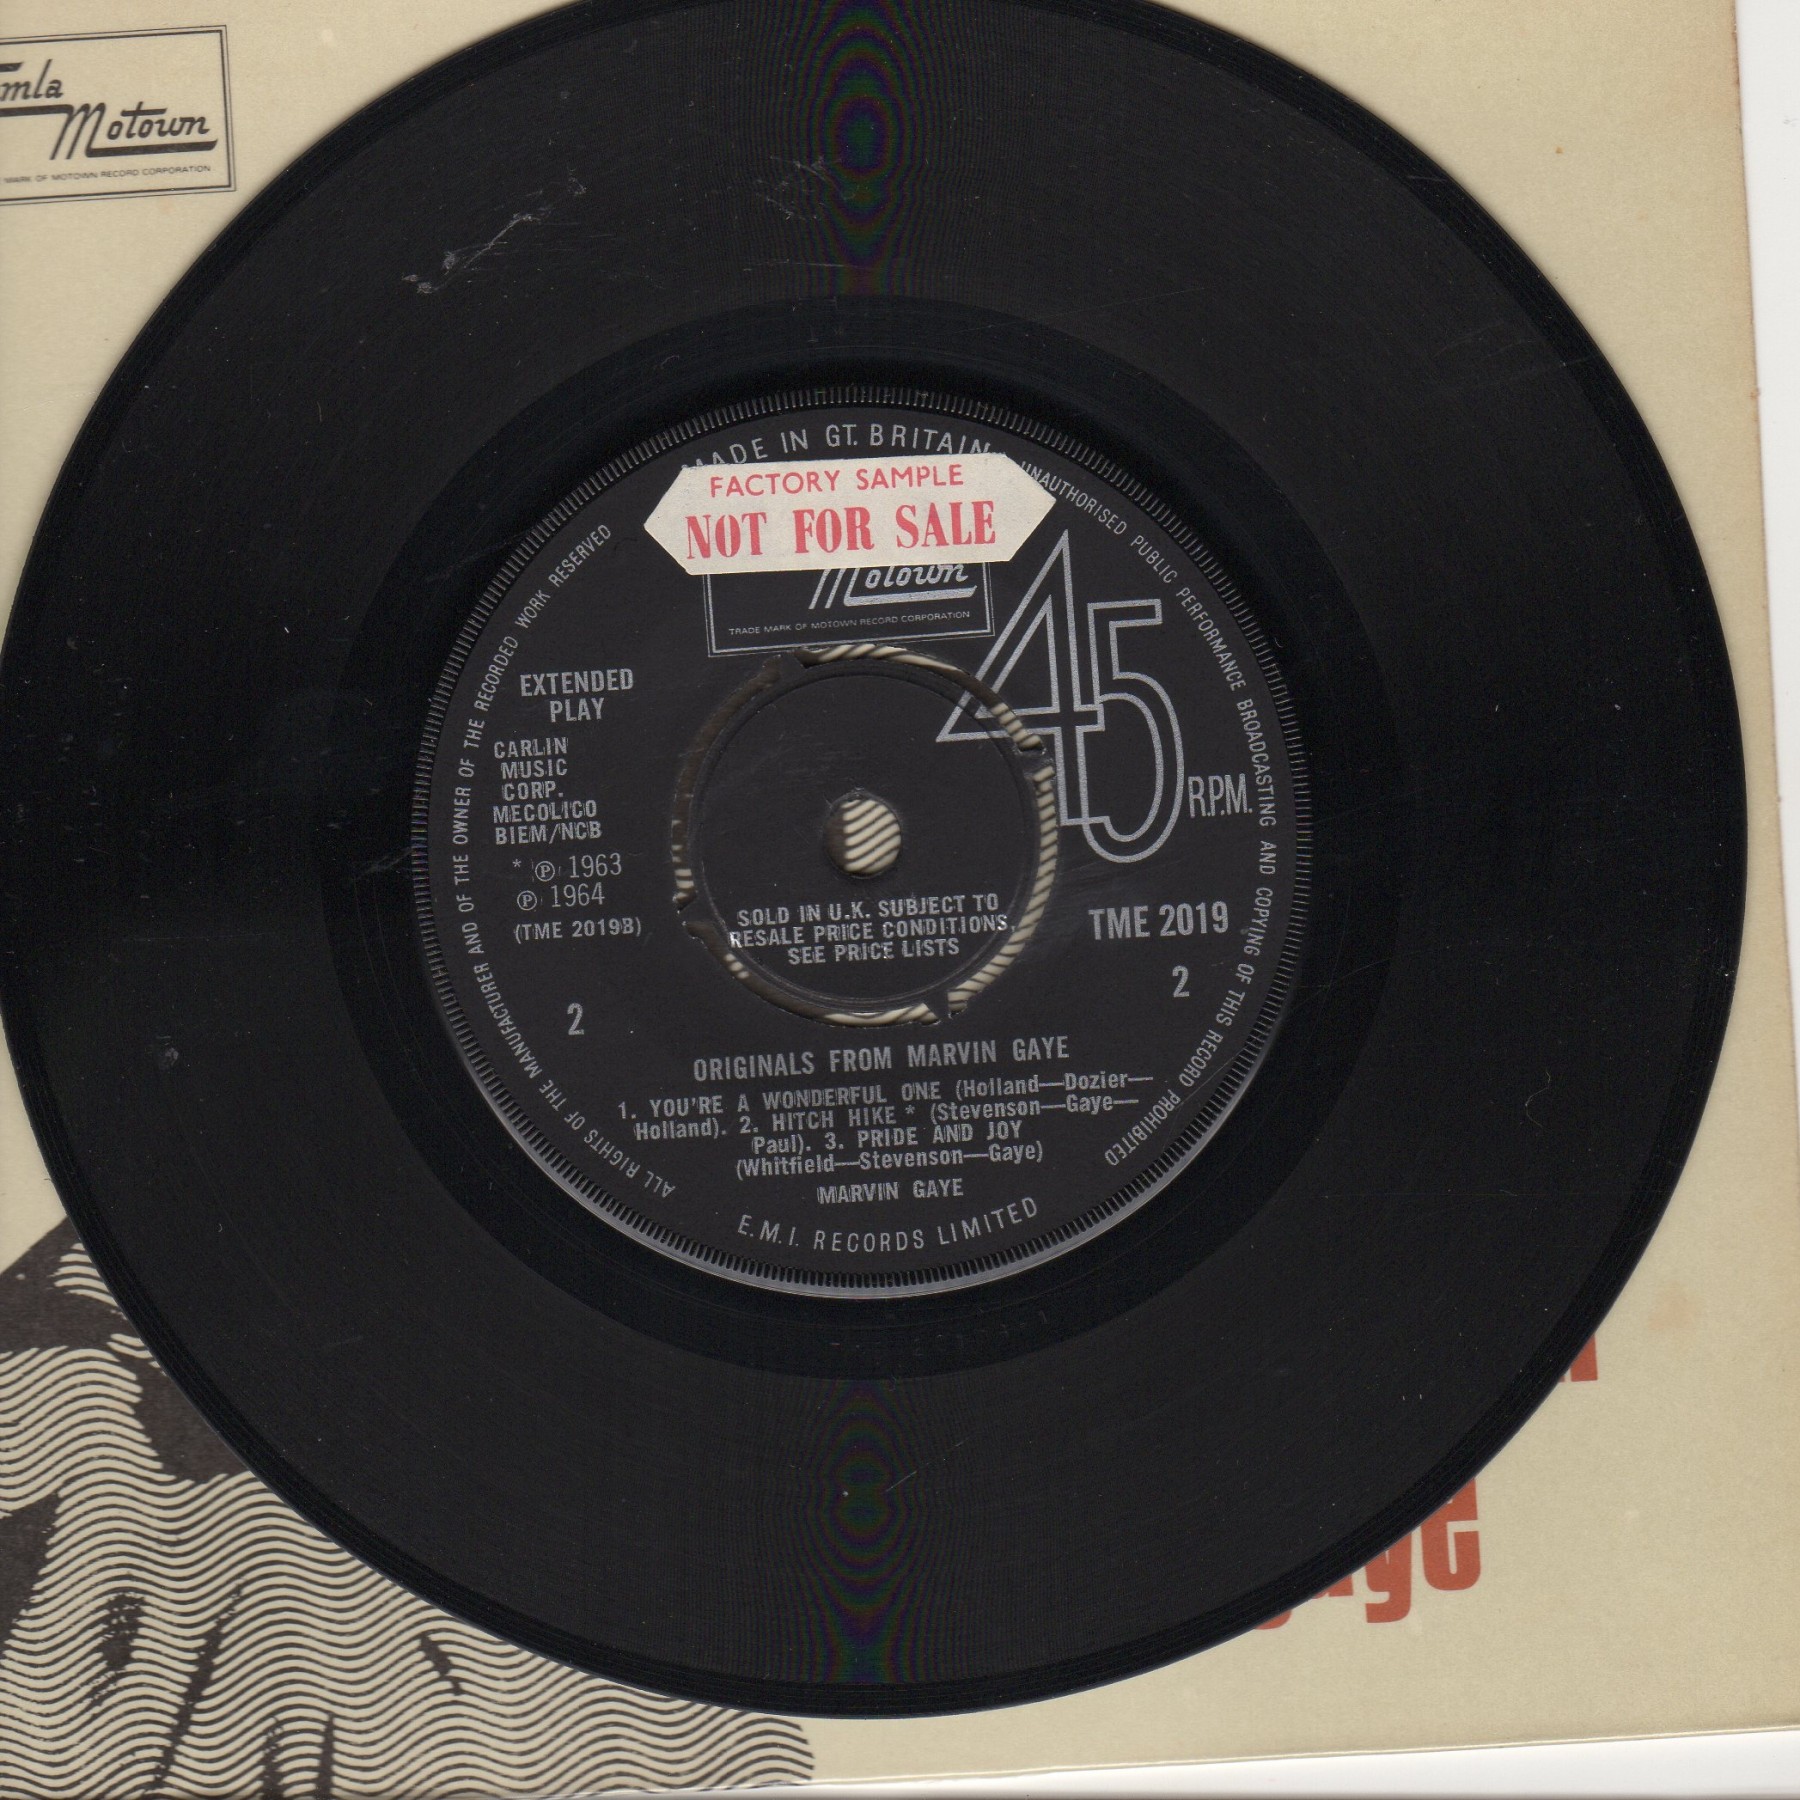 Motown
MARK OF MOTOWN RECORD CORPORATION
MADE IN GT. BRITAIN
FACTORY SAMPLE
NOT FOR SALE
Motown
TRADE MARK OF MOTOWN RECORD CORPORATION
UNAUTHORISED PUBLIC PERFORMANCE BROADCASTING AND COPYING OF THIS RECORD PROHIBITED
ALL RIGHTS OF THE MANUFACTURER AND OF THE OWNER OF THE RECORDED WORK RESERVED
45 R.P.M.
EXTENDED
PLAY
CARLIN
MUSIC
CORP.
MECOLICO
BIEM/NCB
* ℗ 1963
℗ 1964
(TME 2019B)
SOLD IN U.K. SUBJECT TO
RESALE PRICE CONDITIONS,
SEE PRICE LISTS
TME 2019
2
2
ORIGINALS FROM MARVIN GAYE
1. YOU'RE A WONDERFUL ONE (Holland—Dozier—
Holland). 2. HITCH HIKE * (Stevenson—Gaye—
Paul). 3. PRIDE AND JOY
(Whitfield—Stevenson—Gaye)
MARVIN GAYE
E.M.I. RECORDS LIMITED
gaye